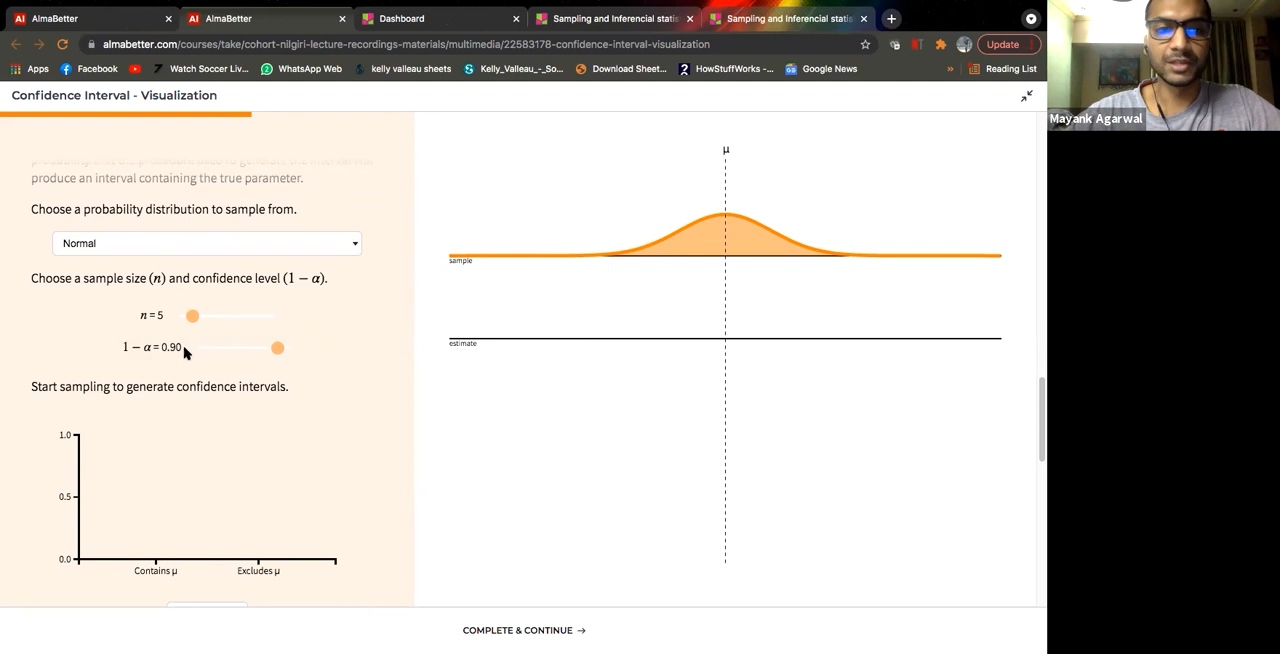 AlmaBetter
AlmaBetter
Dashboard
Sampling and Inferencial statis
Sampling and Inferencial statis
almabetter.com/courses/take/cohort-nilgiri-lecture-recordings-materials/multimedia/22583178-confidence-interval-visualization
Update
Apps
Facebook
Watch Soccer Liv...
WhatsApp Web
kelly valleau sheets
Kelly_Valleau_-_So...
Download Sheet...
HowStuffWorks -...
Google News
»
Reading List
Confidence Interval - Visualization
Mayank Agarwal
produce an interval containing the true parameter.
Choose a probability distribution to sample from.
Normal
Choose a sample size (n) and confidence level (1 − α).
n = 5
1 − α = 0.90
Start sampling to generate confidence intervals.
1.0
0.5
0.0
Contains μ
Excludes μ
μ
sample
estimate
COMPLETE & CONTINUE →